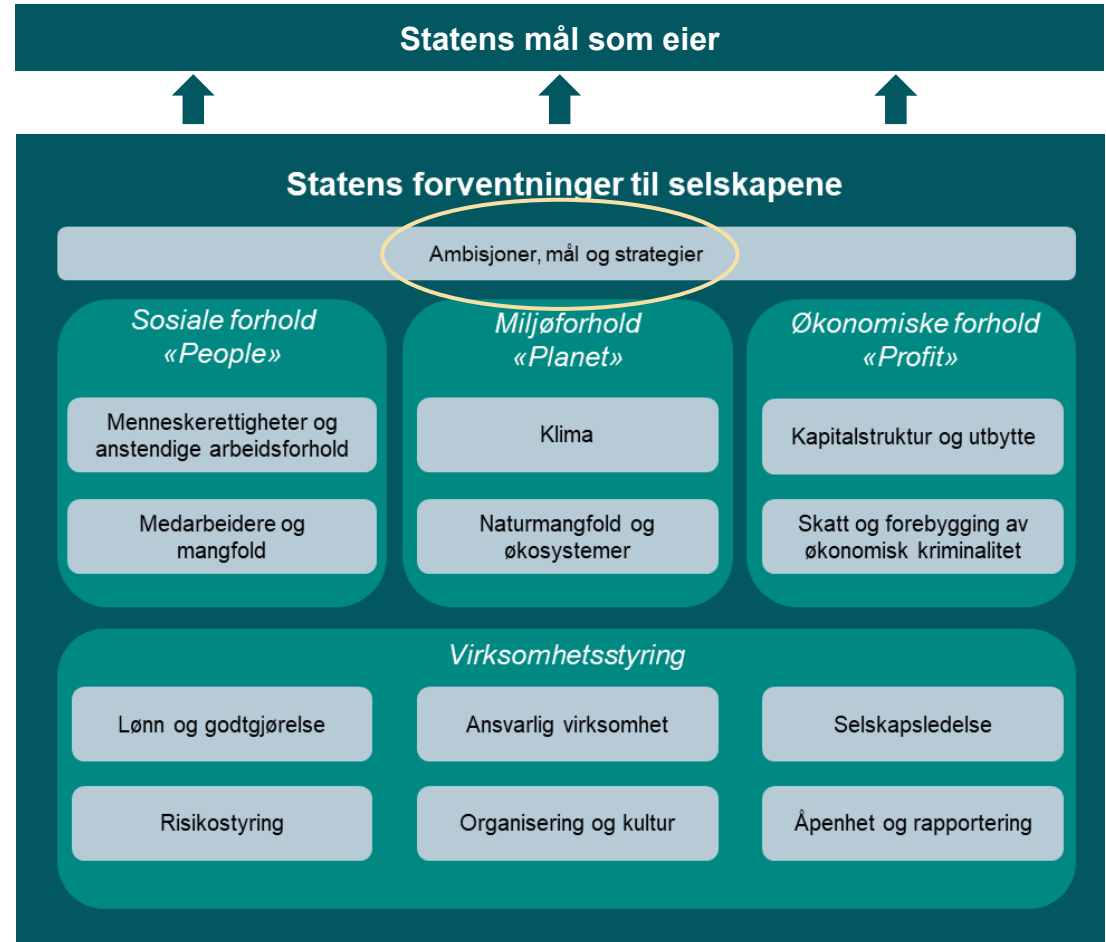 Statens mål som eier
Statens forventninger til selskapene
Ambisjoner, mål og strategier
Sosiale forhold
«People»
Menneskerettigheter og
anstendige arbeidsforhold
Medarbeidere og
mangfold
Miljøforhold
«Planet»
Klima
Naturmangfold og
økosystemer
Økonomiske forhold
«Profit»
Kapitalstruktur og utbytte
Skatt og forebygging av
økonomisk kriminalitet
Virksomhetsstyring
Lønn og godtgjørelse
Ansvarlig virksomhet
Selskapsledelse
Risikostyring
Organisering og kultur
Åpenhet og rapportering